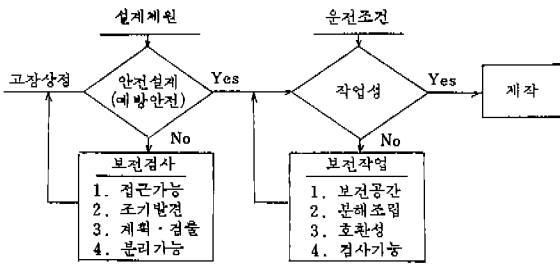 설계체원
운전조건
고장상정
안전설계
(예방안전)
Yes
작업성
Yes
제작
No
No
보전검사
1. 접근가능
2. 조기발견
3. 계획·검출
4. 분리가능
보전작업
1. 보전공간
2. 분해조립
3. 호환성
4. 검사기능